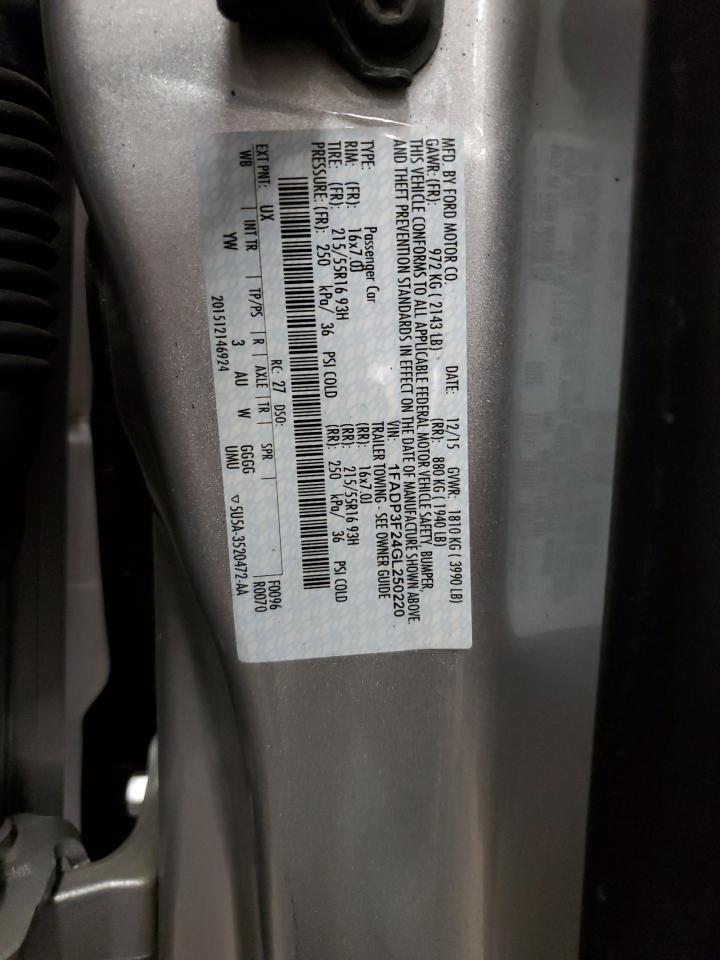 MFD. BY FORD MOTOR CO. DATE: 12/15 GVWR: 1810 KG ( 3990 LB)
GAWR: (FR): 972 KG ( 2143 LB) (RR): 880 KG ( 1940 LB)
THIS VEHICLE CONFORMS TO ALL APPLICABLE FEDERAL MOTOR VEHICLE SAFETY, BUMPER,
AND THEFT PREVENTION STANDARDS IN EFFECT ON THE DATE OF MANUFACTURE SHOWN ABOVE.
VIN: 1FADP3F24GL250220
TYPE: Passenger Car TRAILER TOWING - SEE OWNER GUIDE
RIM: (FR): 16x7.0J (RR): 16x7.0J
TIRE: (FR): 215/55R16 93H (RR): 215/55R16 93H
PRESSURE: (FR): 250 kPa/ 36 PSI COLD (RR): 250 kPa/ 36 PSI COLD
F0096
EXT PNT: UX RC: 27 DSO: R0070
WB INT TR TP/PS R AXLE TR SPR
YW 3 AU W GGGG
UMU
201512146924 ▽5U5A-3520472-AA